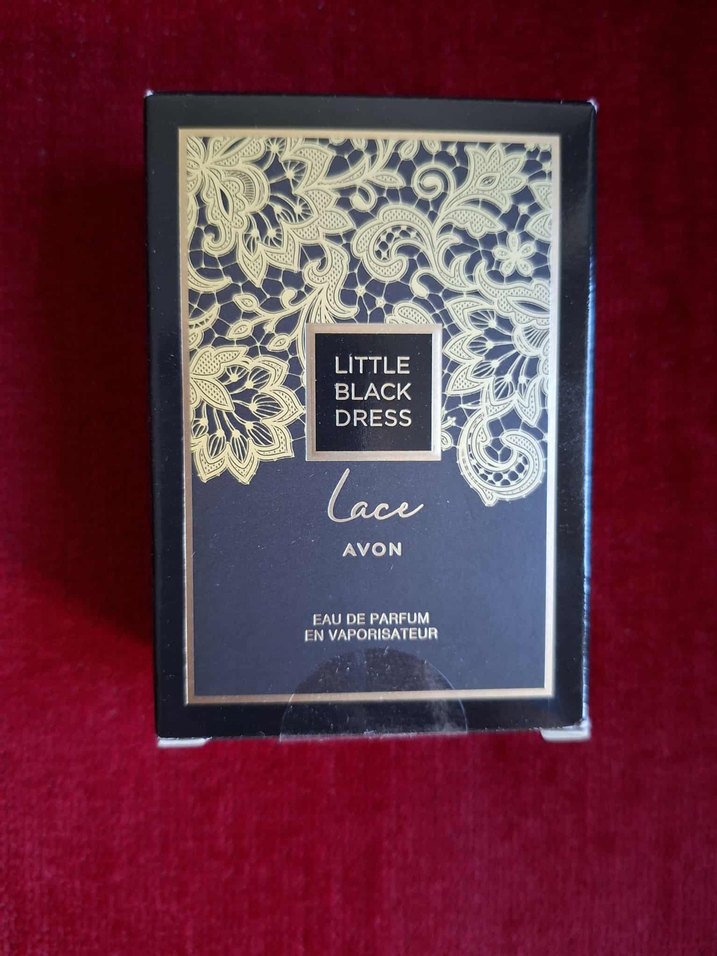 LITTLE
BLACK
DRESS
Lace
AVON
EAU DE PARFUM
EN VAPORISATEUR